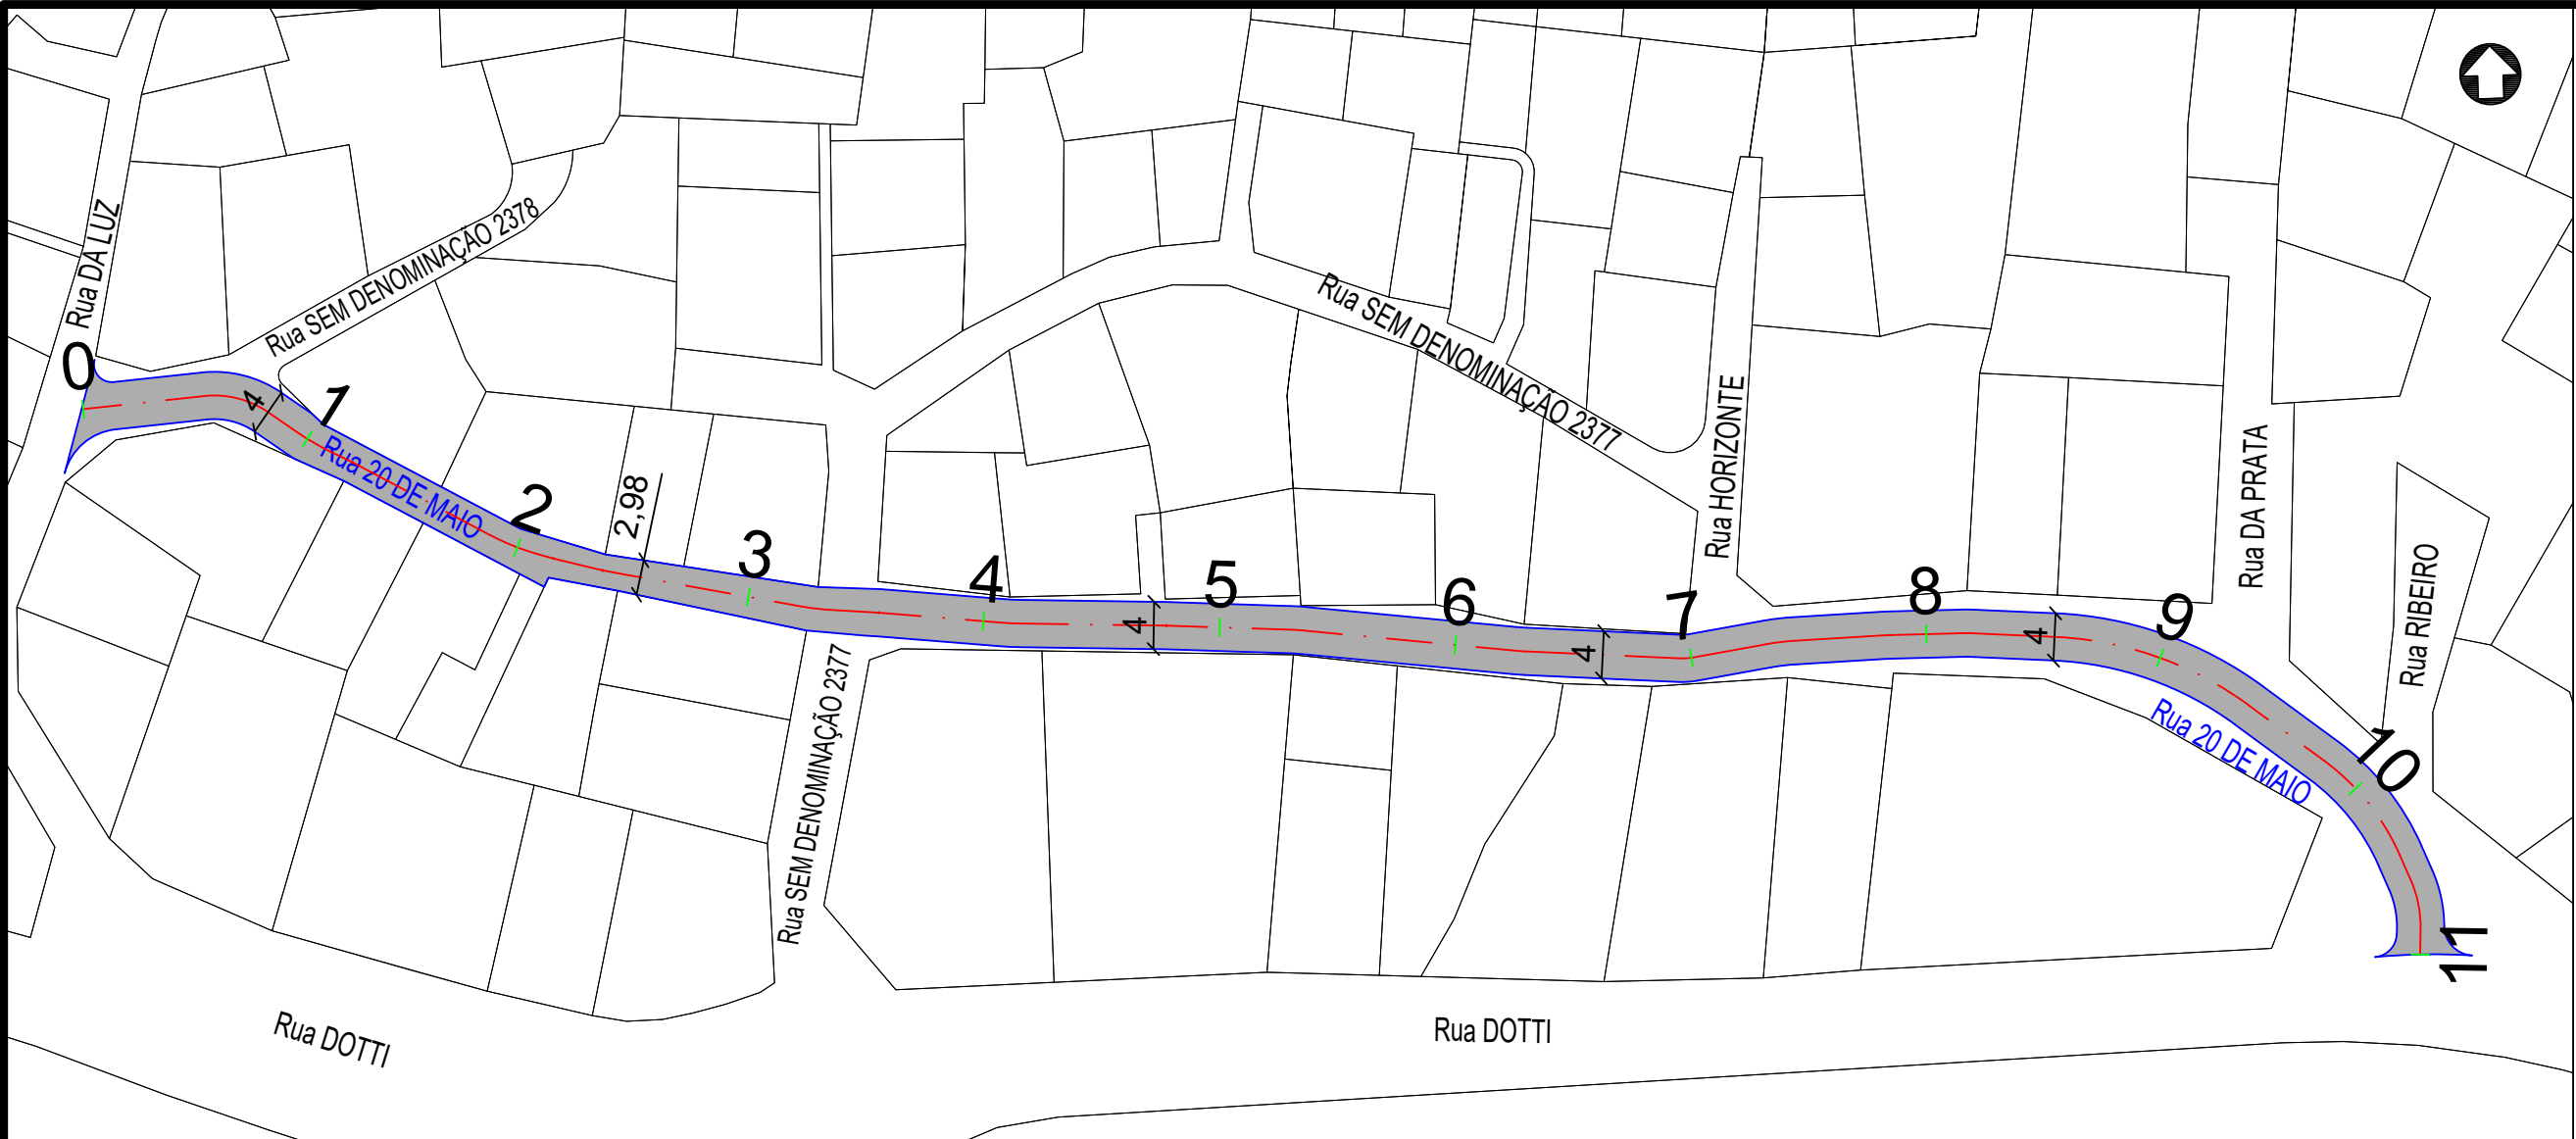 Rua DA LUZ
Rua SEM DENOMINAÇÃO 2378
0
4
1
Rua 20 DE MAIO
2
2,98
3
4
4
5
Rua SEM DENOMINAÇÃO 2377
6
4
7
Rua HORIZONTE
8
4
9
Rua DA PRATA
Rua RIBEIRO
Rua 20 DE MAIO
10
11
Rua SEM DENOMINAÇÃO 2377
Rua DOTTI
Rua DOTTI